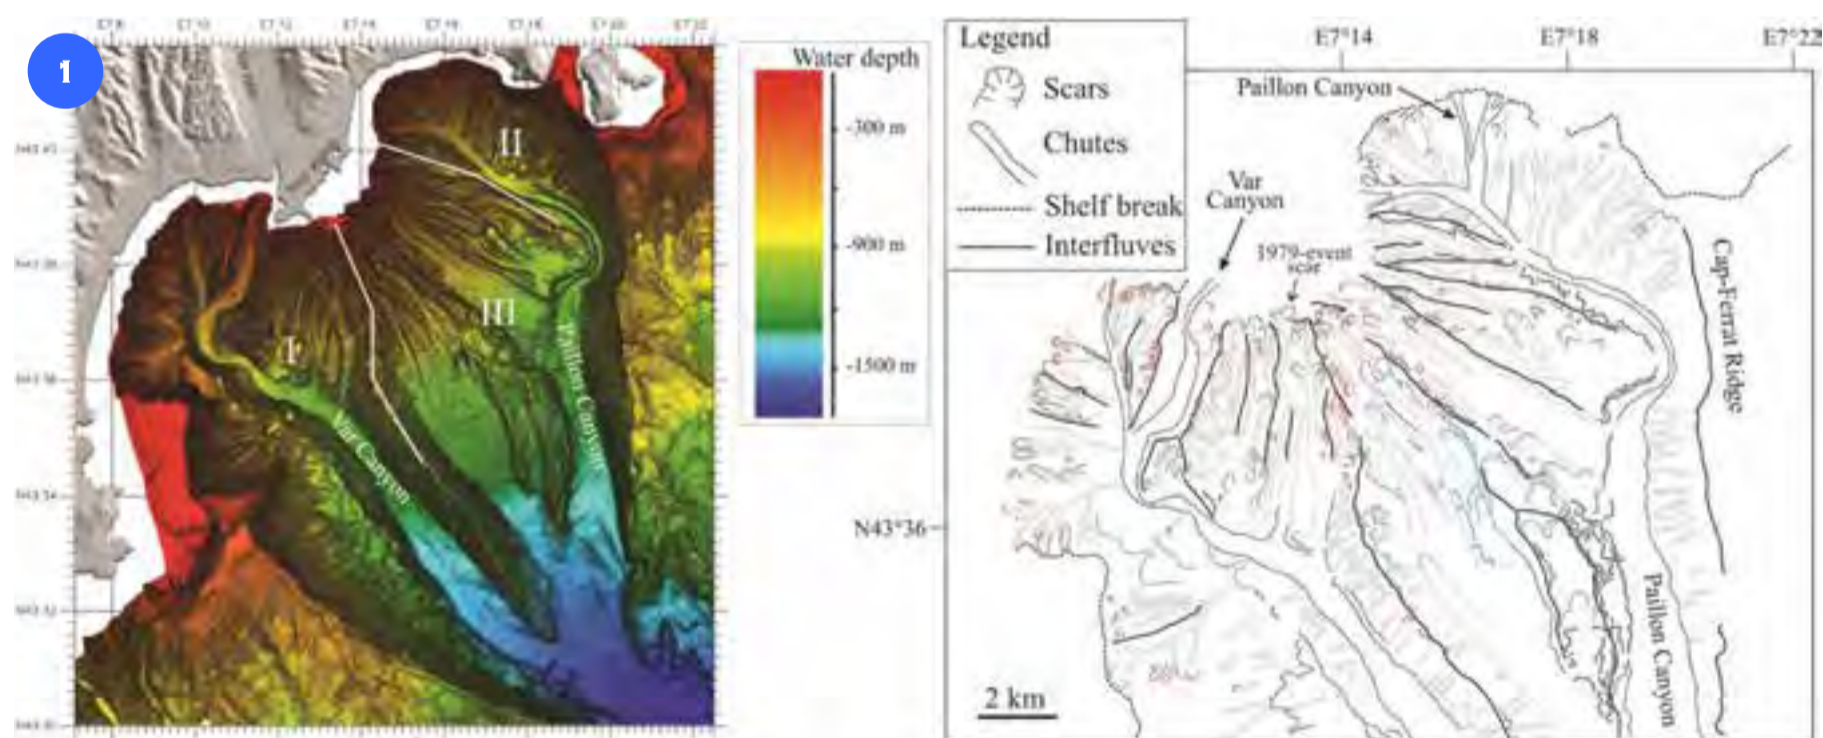 1
II
III
I
Var Canyon
Paillon Canyon
Water depth
-300 m
-900 m
-1500 m
Legend
Scars
Chutes
Shelf break
Interfluves
E7°14
E7°18
E7°22
Paillon Canyon
Var
Canyon
1979-event
scar
Cap-Ferrat Ridge
N43°36
Paillon Canyon
2 km